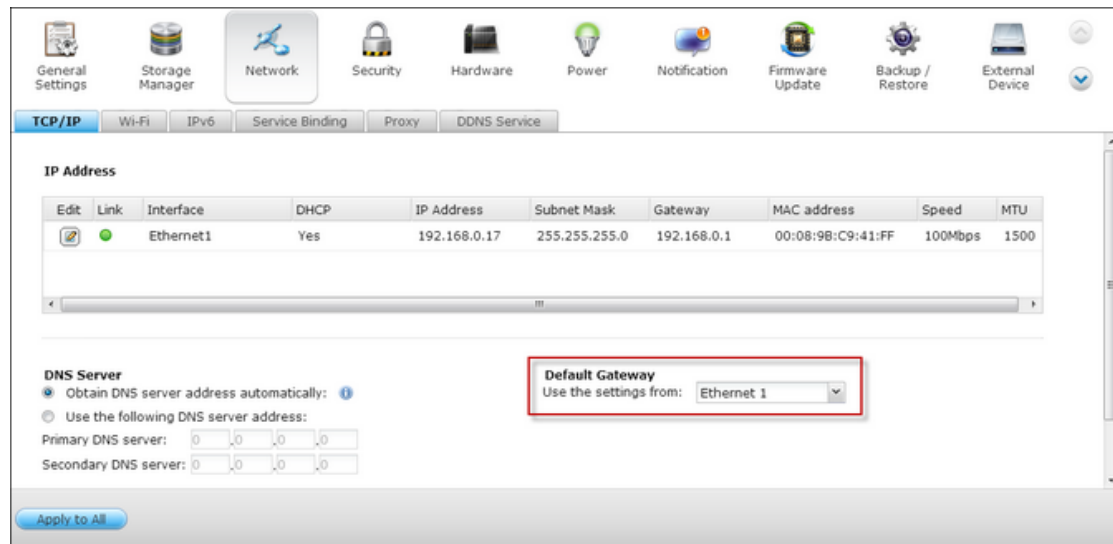 General Settings
Storage Manager
Network
Security
Hardware
Power
Notification
Firmware Update
Backup / Restore
External Device
TCP/IP Wi-Fi IPv6 Service Binding Proxy DDNS Service
IP Address
Edit Link Interface DHCP IP Address Subnet Mask Gateway MAC address Speed MTU
Ethernet1 Yes 192.168.0.17 255.255.255.0 192.168.0.1 00:08:9B:C9:41:FF 100Mbps 1500
DNS Server
Obtain DNS server address automatically:
Use the following DNS server address:
Primary DNS server: 0 .0 .0 .0
Secondary DNS server: 0 .0 .0 .0
Default Gateway
Use the settings from: Ethernet 1
Apply to All